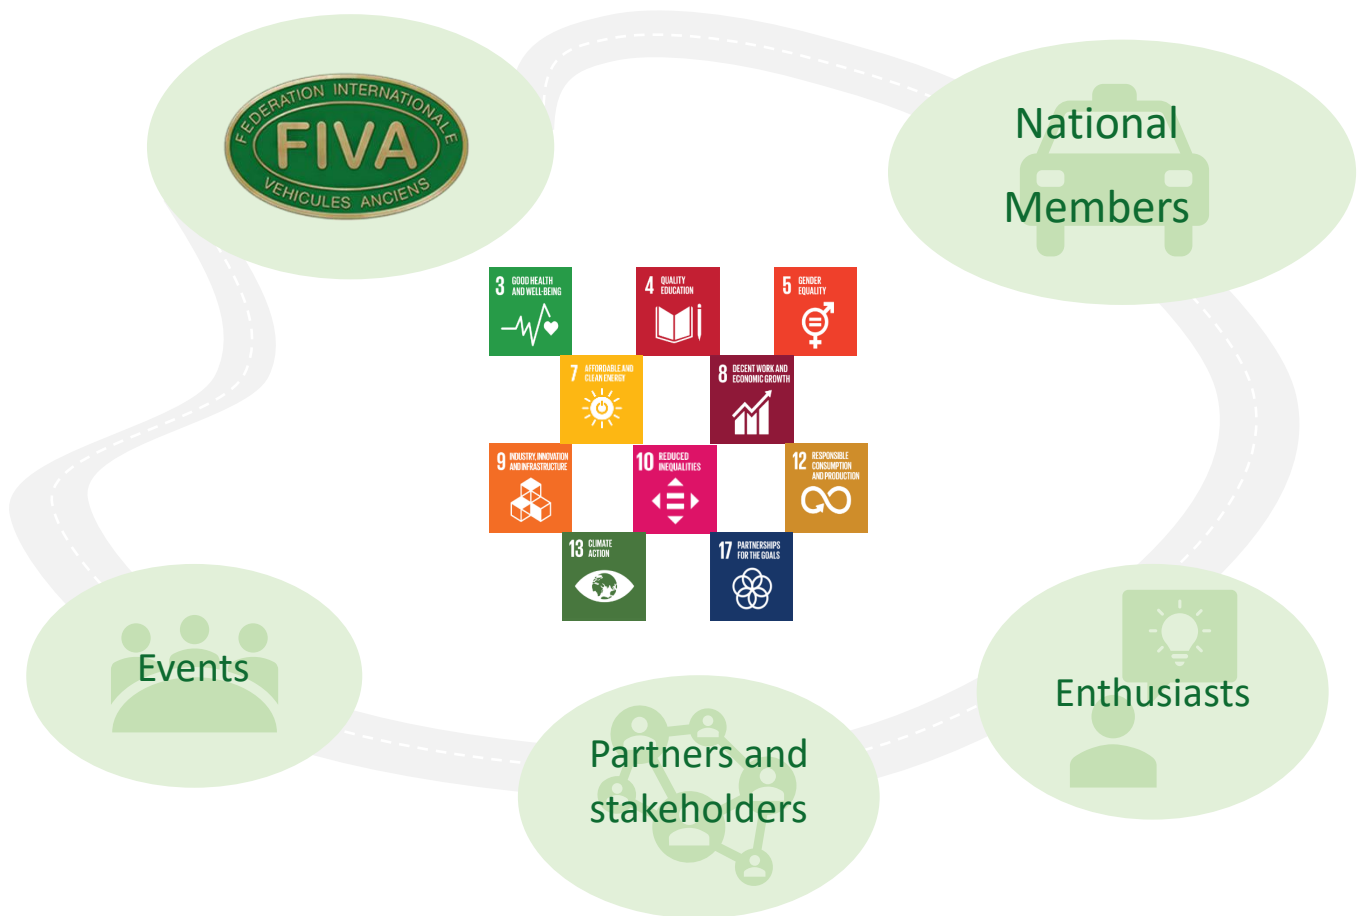 FEDERATION INTERNATIONALE
FIVA
VEHICULES ANCIENS
National
Members
3 GOOD HEALTH
AND WELL-BEING
4 QUALITY
EDUCATION
5 GENDER
EQUALITY
7 AFFORDABLE AND
CLEAN ENERGY
8 DECENT WORK AND
ECONOMIC GROWTH
9 INDUSTRY, INNOVATION
AND INFRASTRUCTURE
10 REDUCED
INEQUALITIES
12 RESPONSIBLE
CONSUMPTION
AND PRODUCTION
13 CLIMATE
ACTION
17 PARTNERSHIPS
FOR THE GOALS
Events
Partners and
stakeholders
Enthusiasts